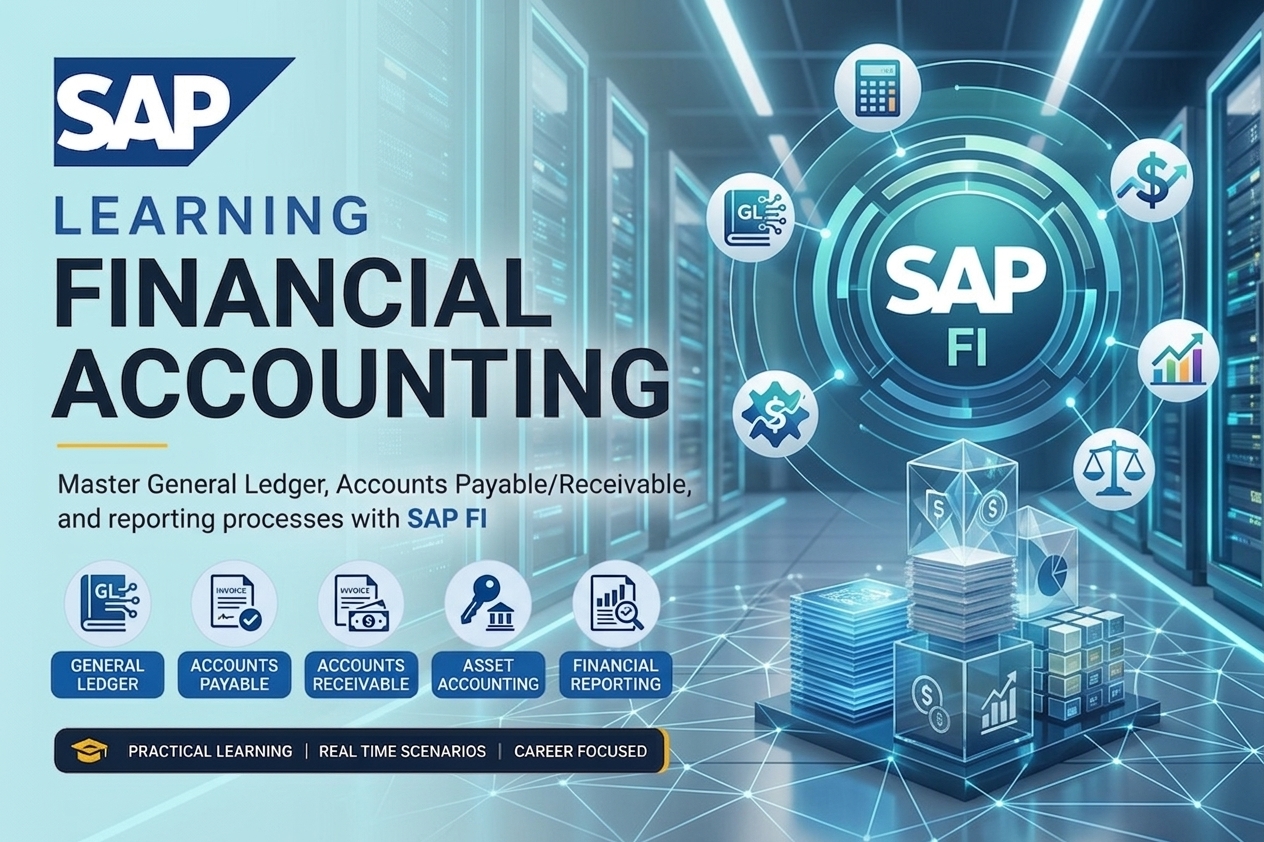 SAP
LEARNING
FINANCIAL
ACCOUNTING
Master General Ledger, Accounts Payable/Receivable,
and reporting processes with SAP FI
GL
INVOICE
INVOICE
GENERAL
LEDGER
ACCOUNTS
PAYABLE
ACCOUNTS
RECEIVABLE
ASSET
ACCOUNTING
FINANCIAL
REPORTING
PRACTICAL LEARNING | REAL TIME SCENARIOS | CAREER FOCUSED
GL
SAP
FI